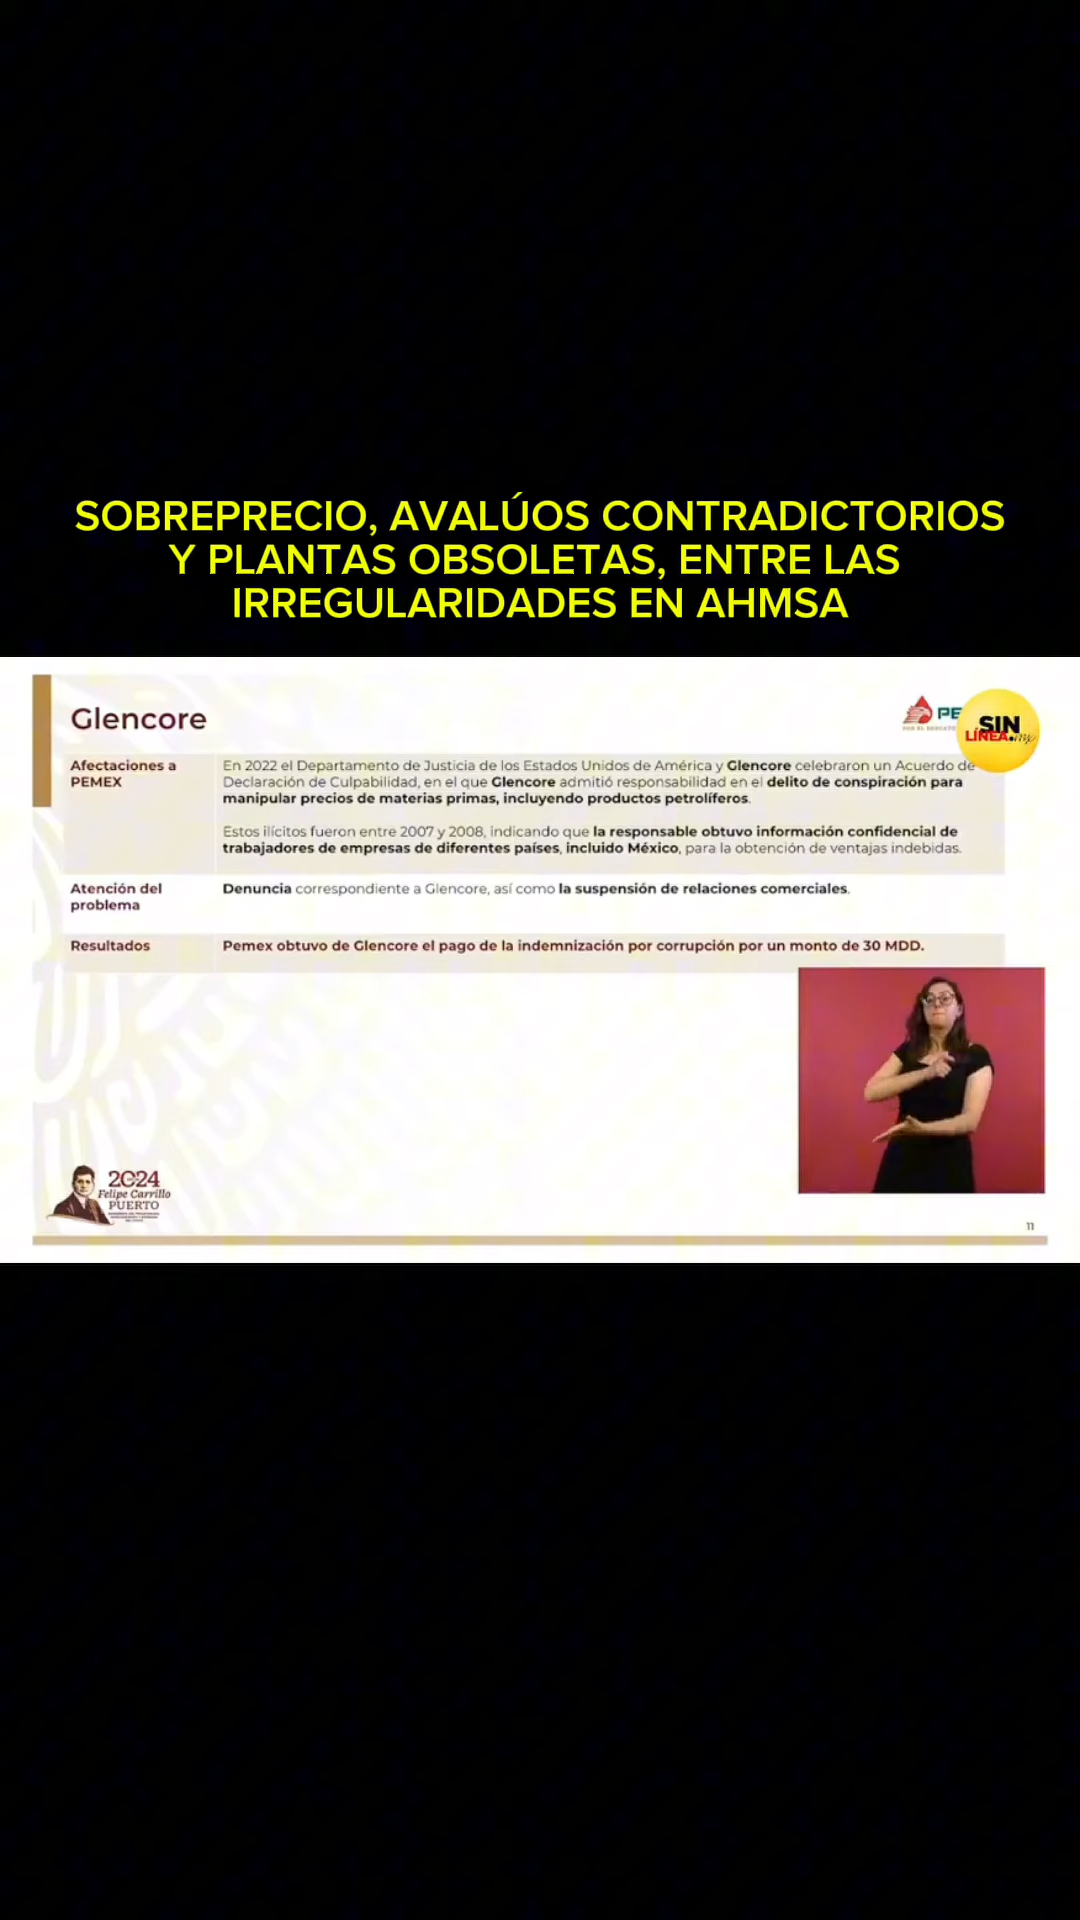 SOBREPRECIO, AVALÚOS CONTRADICTORIOS
Y PLANTAS OBSOLETAS, ENTRE LAS
IRREGULARIDADES EN AHMSA
Glencore
PE
SIN
LÍNEA.mx
Afectaciones a
PEMEX
En 2022 el Departamento de Justicia de los Estados Unidos de América y Glencore celebraron un Acuerdo de
Declaración de Culpabilidad, en el que Glencore admitió responsabilidad en el delito de conspiración para
manipular precios de materias primas, incluyendo productos petrolíferos.
Estos ilícitos fueron entre 2007 y 2008, indicando que la responsable obtuvo información confidencial de
trabajadores de empresas de diferentes países, incluido México, para la obtención de ventajas indebidas.
Atención del
problema
Denuncia correspondiente a Glencore, así como la suspensión de relaciones comerciales.
Resultados
Pemex obtuvo de Glencore el pago de la indemnización por corrupción por un monto de 30 MDD.
2024
Felipe Carrillo
PUERTO
11